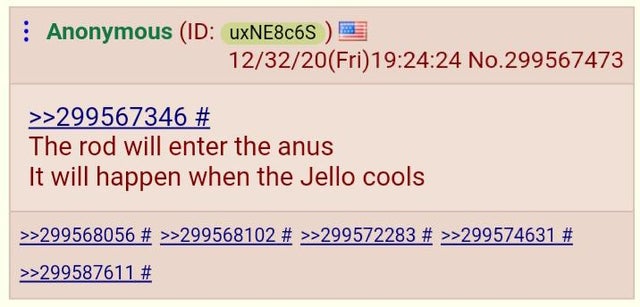 Anonymous (ID: uxNE8c6S)
12/32/20(Fri)19:24:24 No.299567473
>>299567346 #
The rod will enter the anus
It will happen when the Jello cools
>>299568056 # >>299568102 # >>299572283 # >>299574631 #
>>299587611 #